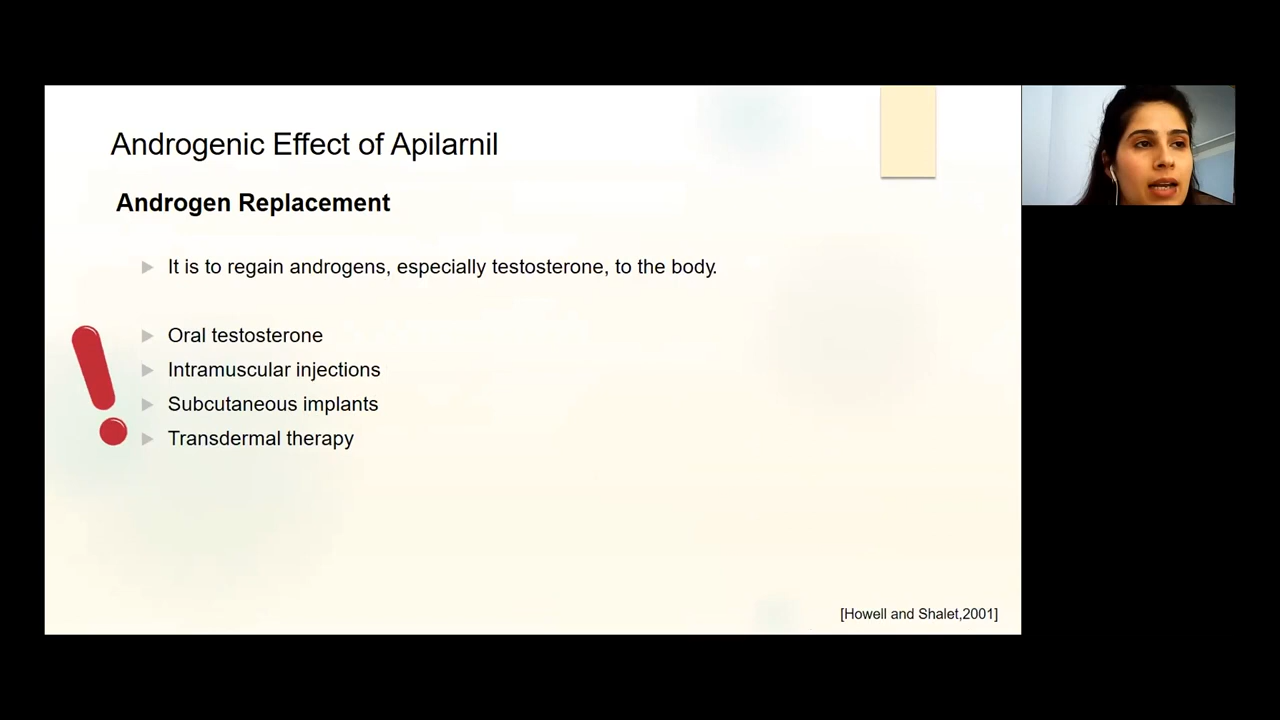 Androgenic Effect of Apilarnil
Androgen Replacement
It is to regain androgens, especially testosterone, to the body.
Oral testosterone
Intramuscular injections
Subcutaneous implants
Transdermal therapy
[Howell and Shalet,2001]